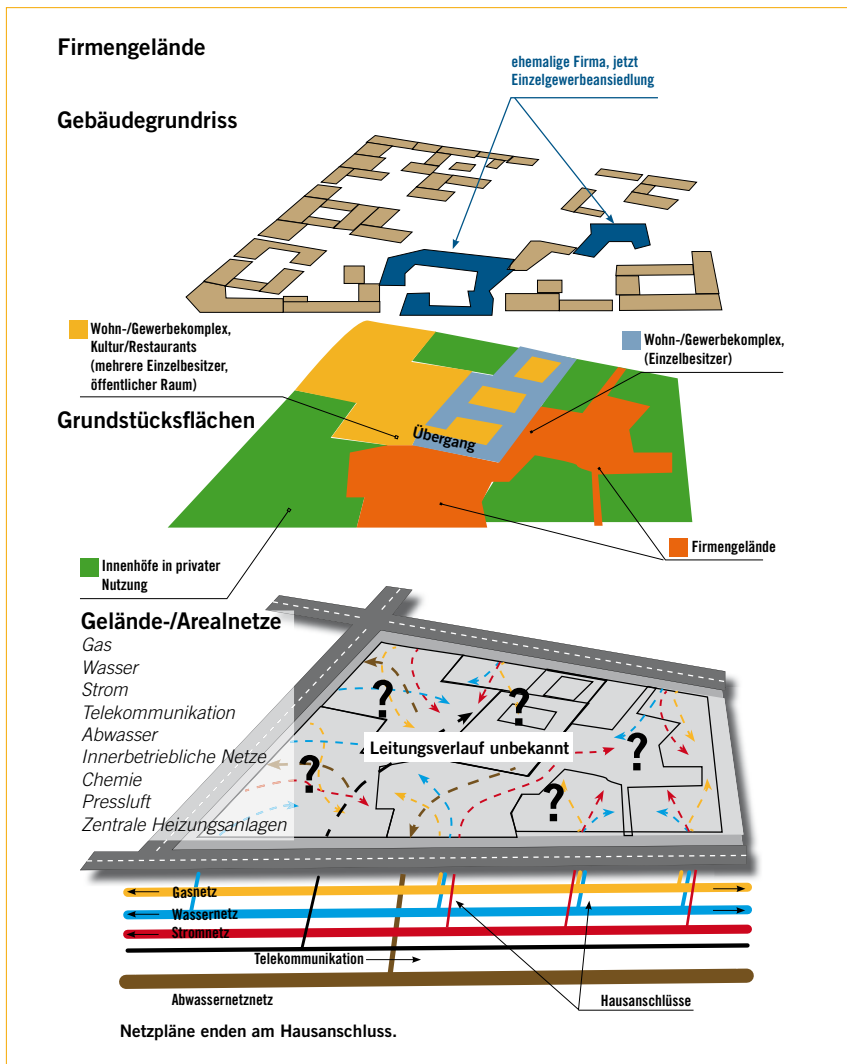 Firmengelände
ehemalige Firma, jetzt
Einzelgewerbeansiedlung
Gebäudegrundriss
Wohn-/Gewerbekomplex,
Kultur/Restaurants
(mehrere Einzelbesitzer,
öffentlicher Raum)
Wohn-/Gewerbekomplex,
(Einzelbesitzer)
Grundstücksflächen
Übergang
Firmengelände
Innenhöfe in privater
Nutzung
Gelände-/Arealnetze
Gas
Wasser
Strom
Telekommunikation
Abwasser
Innerbetriebliche Netze
Chemie
Pressluft
Zentrale Heizungsanlagen
?
?
?
Leitungsverlauf unbekannt
?
?
?
Gasnetz
Wassernetz
Stromnetz
Telekommunikation
Abwassernetznetz
Hausanschlüsse
Netzpläne enden am Hausanschluss.